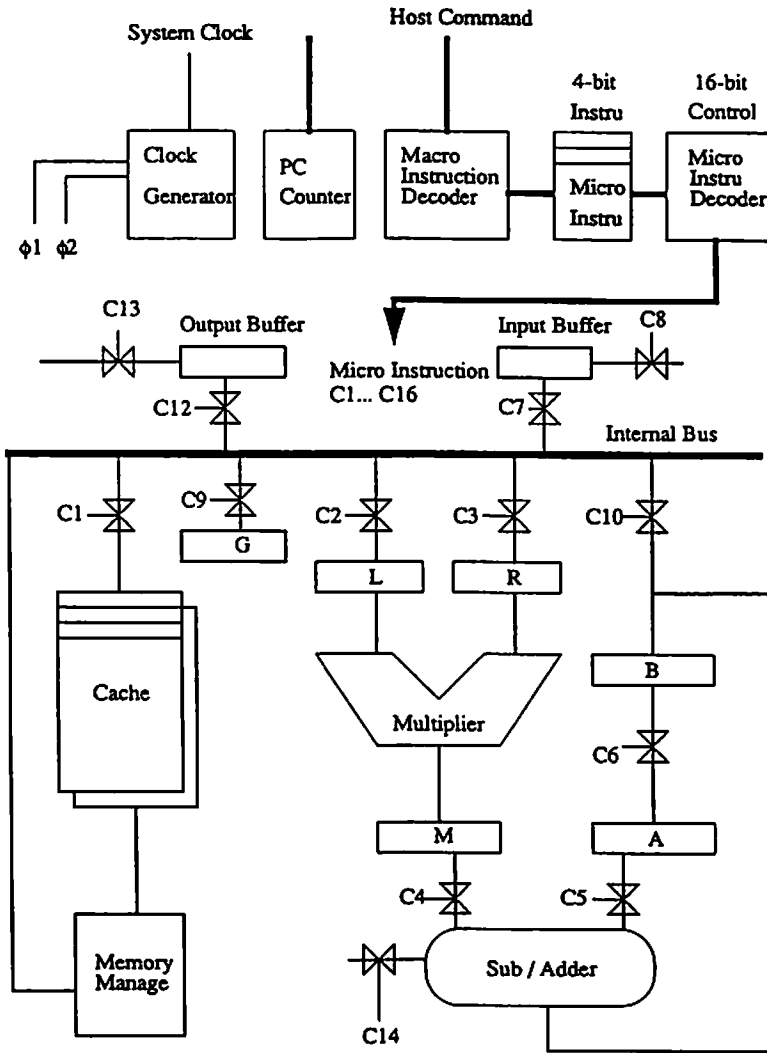 System Clock
Host Command
4-bit
Instru
16-bit
Control
Clock
Generator
PC
Counter
Macro
Instruction
Decoder
Micro
Instru
Micro
Instru
Decoder
ϕ1 ϕ2
C13
Output Buffer
Input Buffer
C8
Micro Instruction
C1... C16
C12
C7
Internal Bus
C1
C9
C2
C3
C10
G
L
R
B
Cache
Multiplier
C6
M
A
C4
C5
Memory
Manage
Sub / Adder
C14